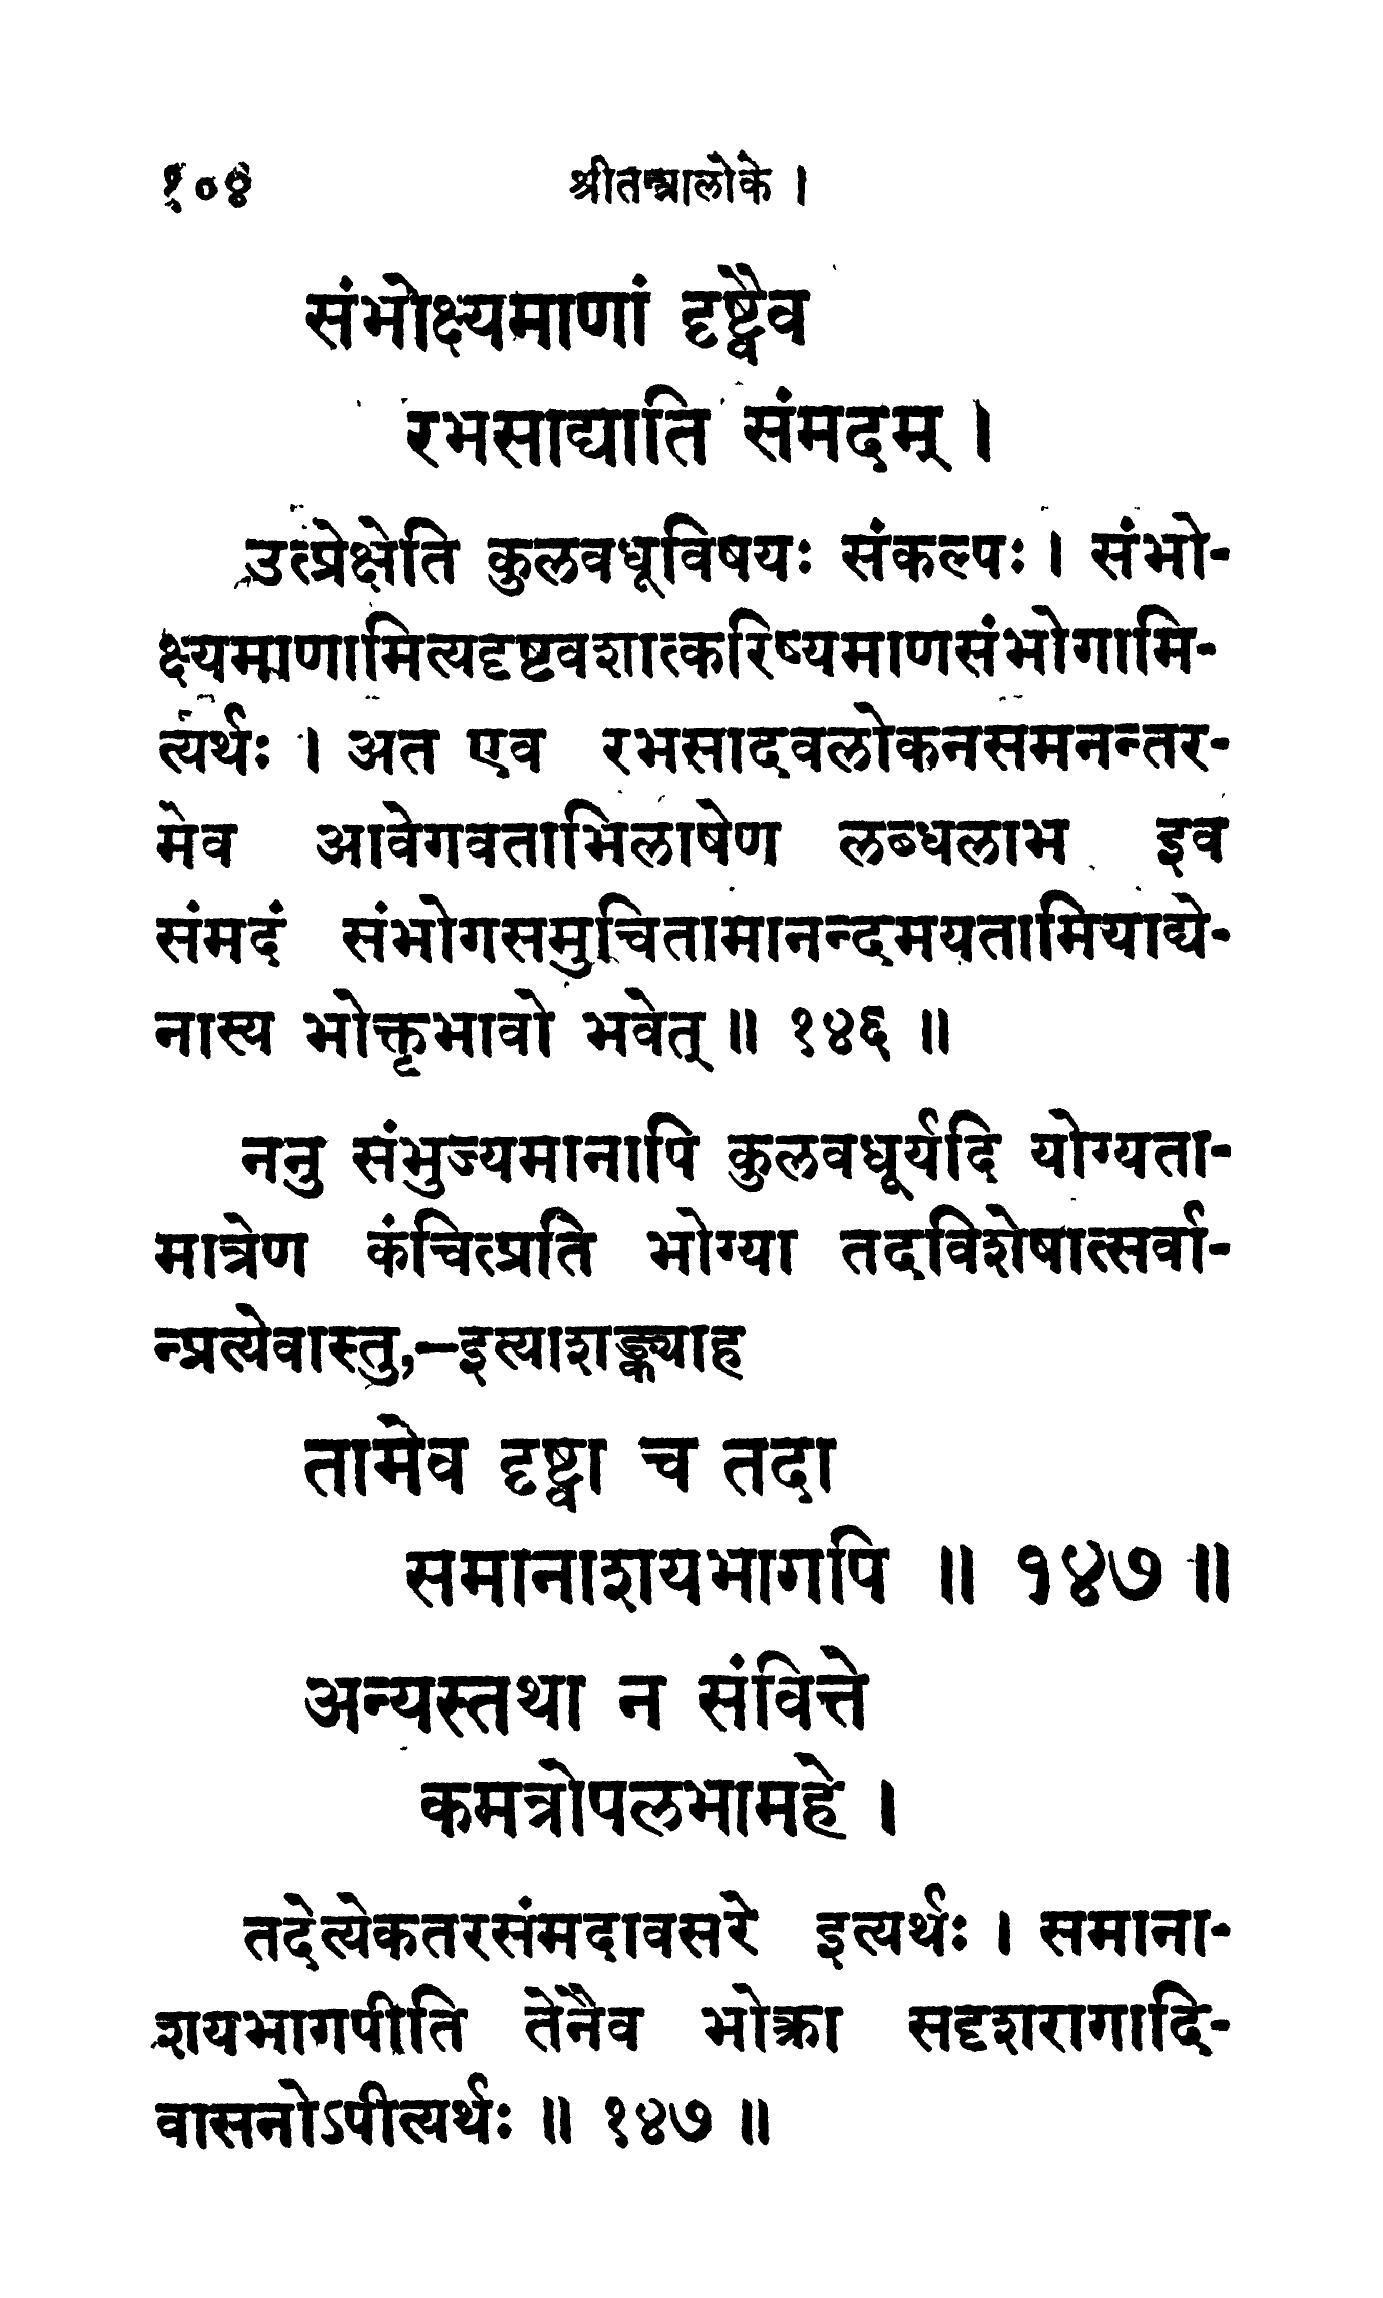 १०४ श्रीतन्त्रालोके ।
संभोक्ष्यमाणां दृष्ट्वैव
रभसाद्याति संमदम् ।
उत्प्रेक्षेति कुलवधूविषयः संकल्पः । संभो-
क्ष्यमाणामित्यदृष्टवशात्करिष्यमाणसंभोगामि-
त्यर्थः । अत एव रभसादवलोकनसमनन्तर-
मेव आवेगवताभिलाषेण लब्धलाभ इव
संमदं संभोगसमुचितामानन्दमयतामियाद्ये-
नास्य भोक्तृभावो भवेत् ॥ १४६ ॥
ननु संभुज्यमानापि कुलवधूर्यदि योग्यता-
मात्रेण कंचित्प्रति भोग्या तदविशेषात्सर्वा-
न्प्रत्येवास्तु,—इत्याशङ्क्याह
तामेव दृष्ट्वा च तदा
समानाशयभागपि ॥ १४७ ॥
अन्यस्तथा न संवित्ते
कमत्रोपलभामहे ।
तदेत्येकतरसंमदावसरे इत्यर्थः । समाना-
शयभागपीति तेनैव भोक्त्रा सदृशरागादि-
वासनोऽपीत्यर्थः ॥ १४७ ॥